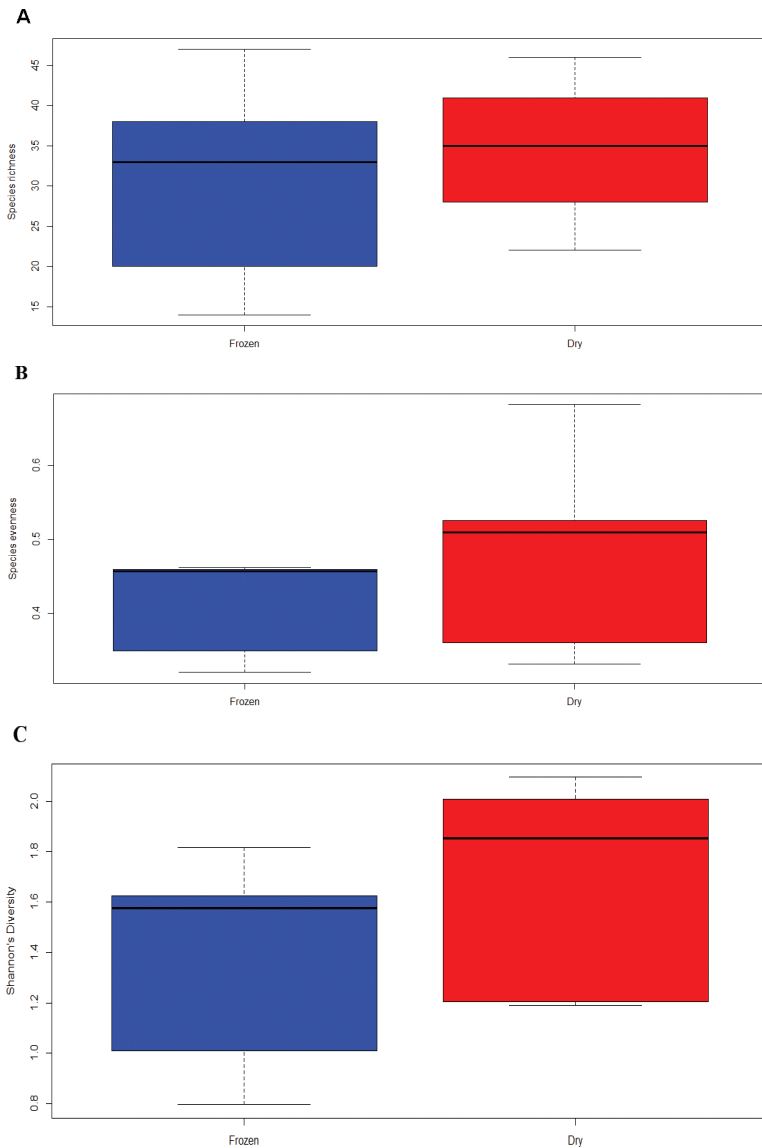 A
Species richness
45
40
35
30
25
20
15
Frozen
Dry
B
Species evenness
0.6
0.5
0.4
Frozen
Dry
C
Shannon's Diversity
2.0
1.8
1.6
1.4
1.2
1.0
0.8
Frozen
Dry